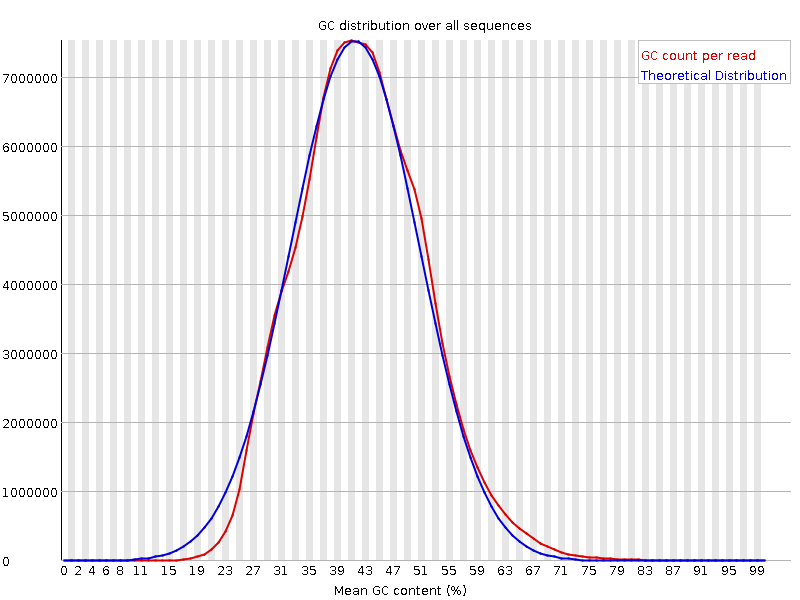 GC distribution over all sequences
GC count per read
Theoretical Distribution
7000000
6000000
5000000
4000000
3000000
2000000
1000000
0
0 2 4 6 8 11 15 19 23 27 31 35 39 43 47 51 55 59 63 67 71 75 79 83 87 91 95 99
Mean GC content (%)